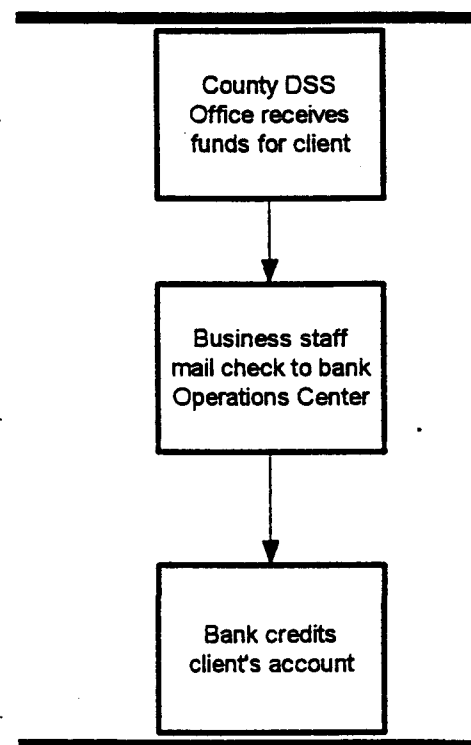 County DSS
Office receives
funds for client
Business staff
mail check to bank
Operations Center
Bank credits
client's account